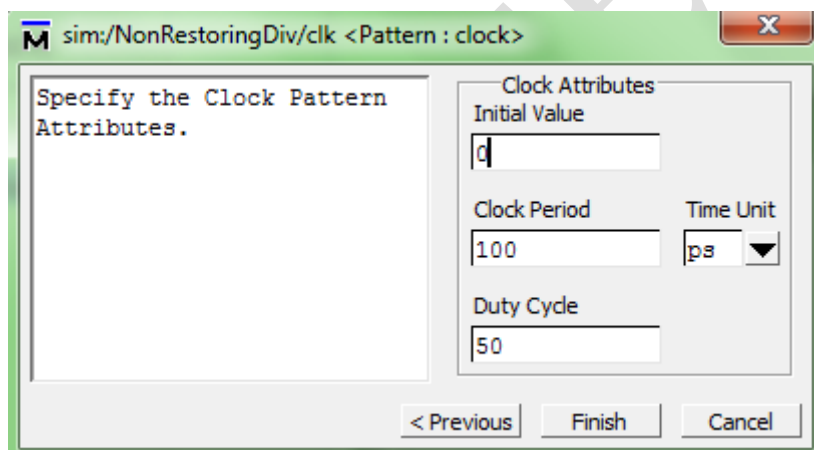 sim:/NonRestoringDiv/clk <Pattern : clock>
Specify the Clock Pattern
Attributes.
Clock Attributes
Initial Value
0
Clock Period
Time Unit
100
ps
Duty Cycle
50
< Previous
Finish
Cancel